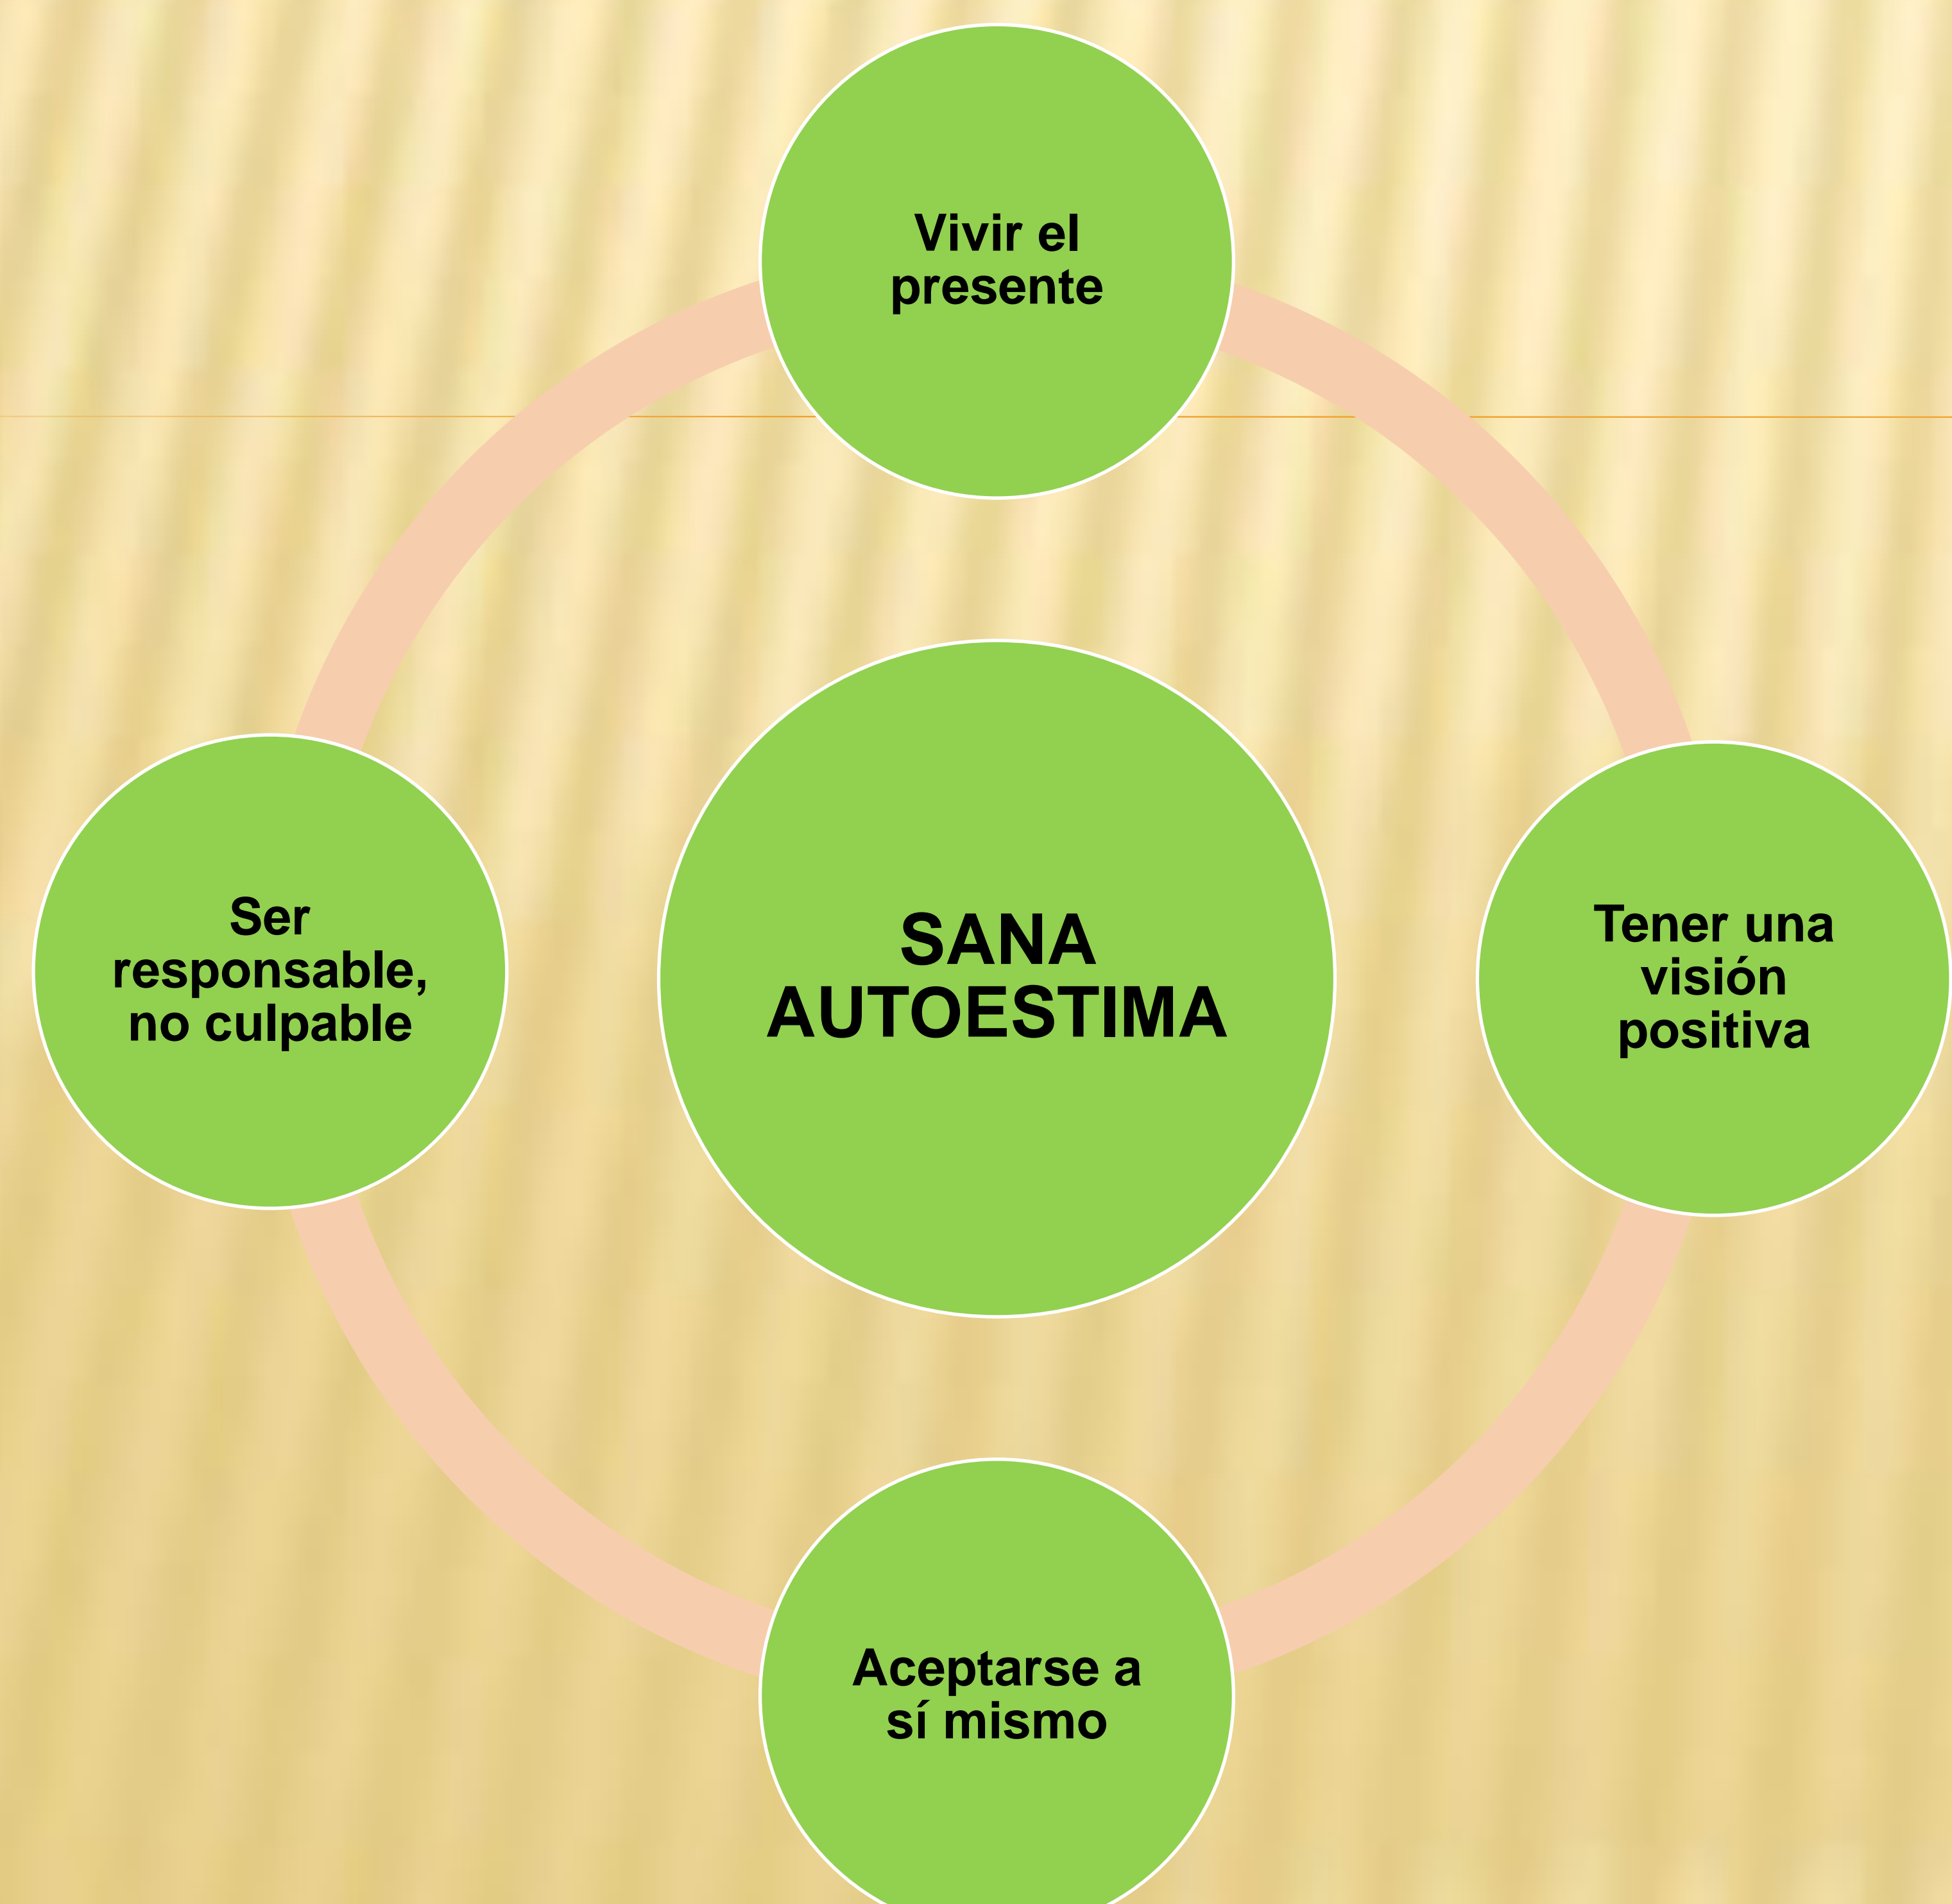 Vivir el
presente
Ser
responsable,
no culpable
SANA
AUTOESTIMA
Tener una
visión
positiva
Aceptarse a
sí mismo